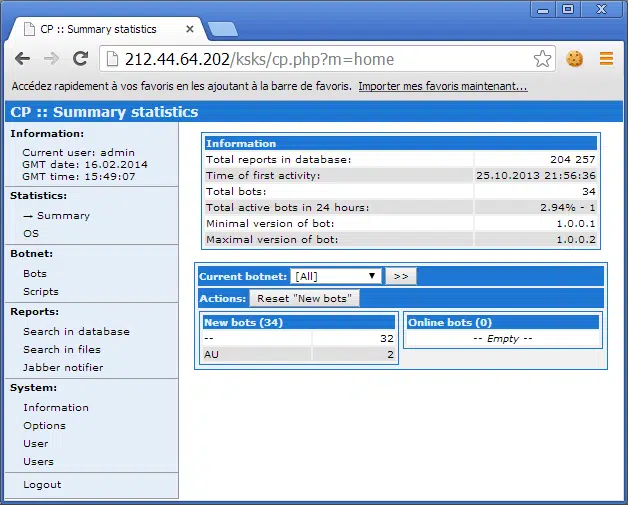 CP :: Summary statistics
212.44.64.202/ksks/cp.php?m=home
Accédez rapidement à vos favoris en les ajoutant à la barre de favoris. Importer mes favoris maintenant...
CP :: Summary statistics
Information:
Current user: admin
GMT date: 16.02.2014
GMT time: 15:49:07
Statistics:
→ Summary
OS
Botnet:
Bots
Scripts
Reports:
Search in database
Search in files
Jabber notifier
System:
Information
Options
User
Users
Logout
Information
Total reports in database: 204 257
Time of first activity: 25.10.2013 21:56:36
Total bots: 34
Total active bots in 24 hours: 2.94% - 1
Minimal version of bot: 1.0.0.1
Maximal version of bot: 1.0.0.2
Current botnet: [All] >>
Actions: Reset "New bots"
New bots (34)
-- 32
AU 2
Online bots (0)
-- Empty --